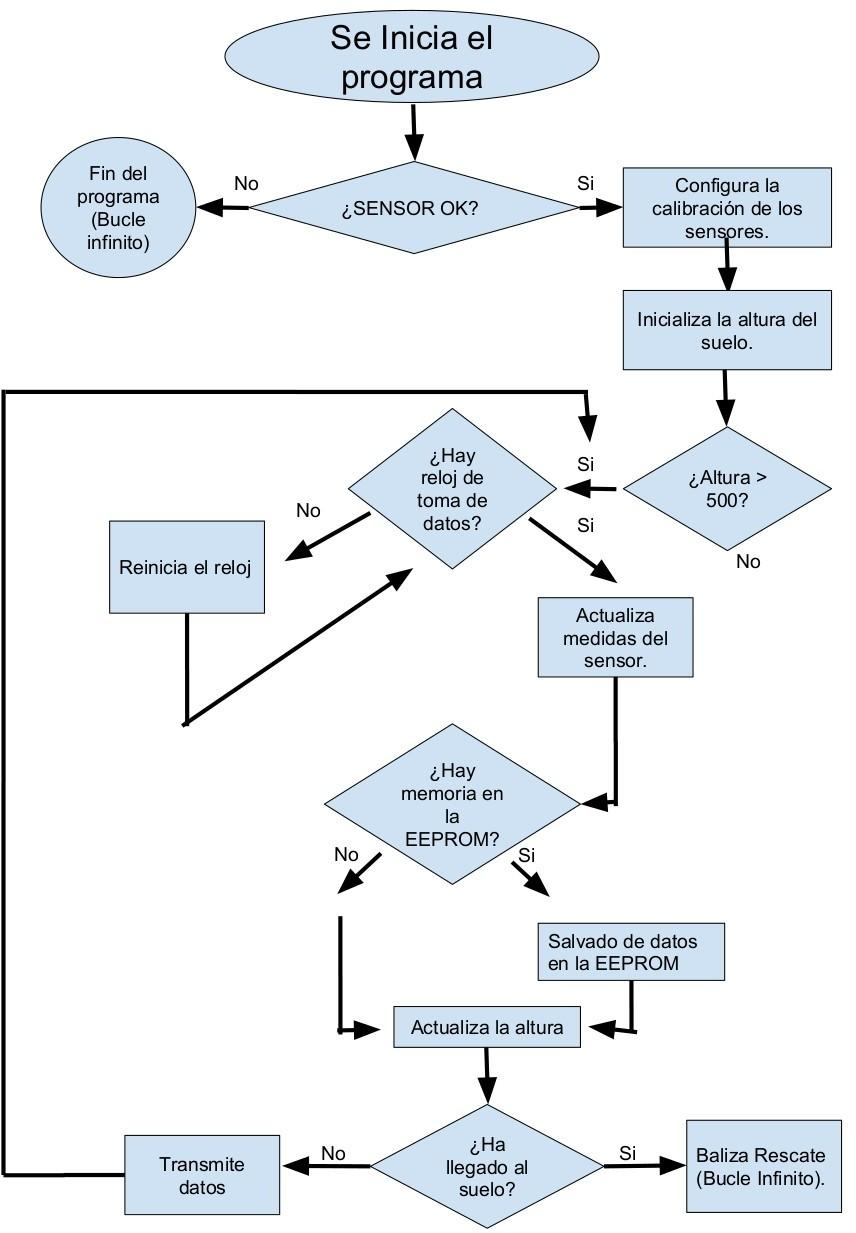 Se Inicia el
programa
Fin del
programa
(Bucle
infinito)
No
¿SENSOR OK?
Si
Configura la
calibración de los
sensores.
Inicializa la altura del
suelo.
¿Altura >
500?
No
Si
¿Hay
reloj de
toma de
datos?
No
Si
Reinicia el reloj
Actualiza
medidas del
sensor.
¿Hay
memoria en
la
EEPROM?
No
Si
Salvado de datos
en la EEPROM
Actualiza la altura
¿Ha
llegado al
suelo?
No
Si
Transmite
datos
Baliza Rescate
(Bucle Infinito).